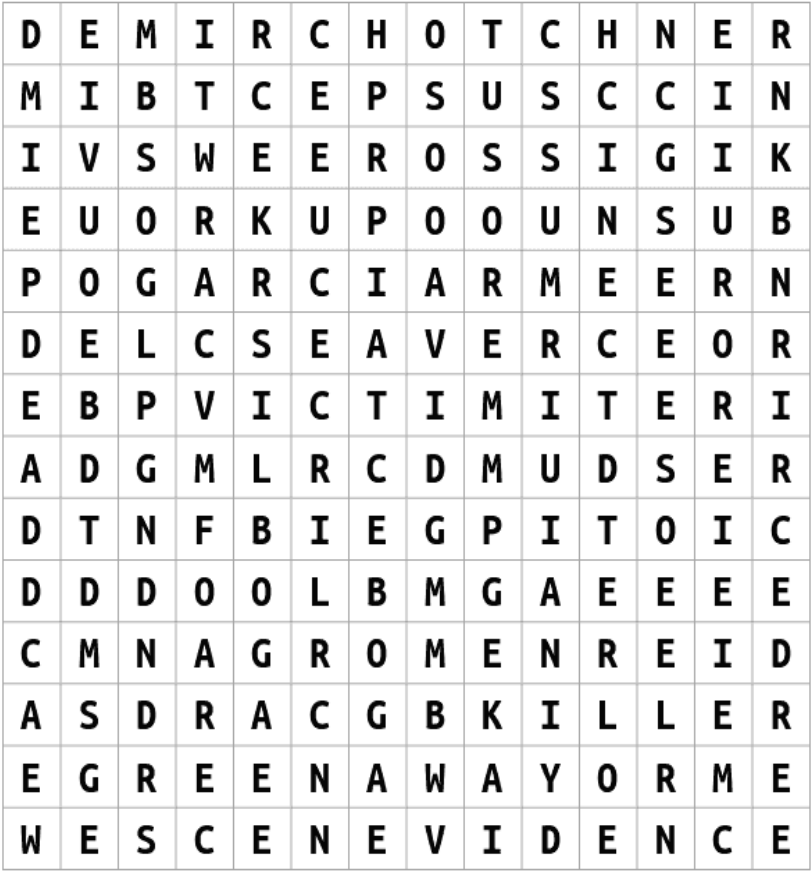 D E M I R C H O T C H N E R
M I B T C E P S U S C C I N
I V S W E E R O S S I G I K
E U O R K U P O O U N S U B
P O G A R C I A R M E E R N
D E L C S E A V E R C E O R
E B P V I C T I M I T E R I
A D G M L R C D M U D S E R
D T N F B I E G P I T O I C
D D D O O L B M G A E E E E
C M N A G R O M E N R E I D
A S D R A C G B K I L L E R
E G R E E N A W A Y O R M E
W E S C E N E V I D E N C E